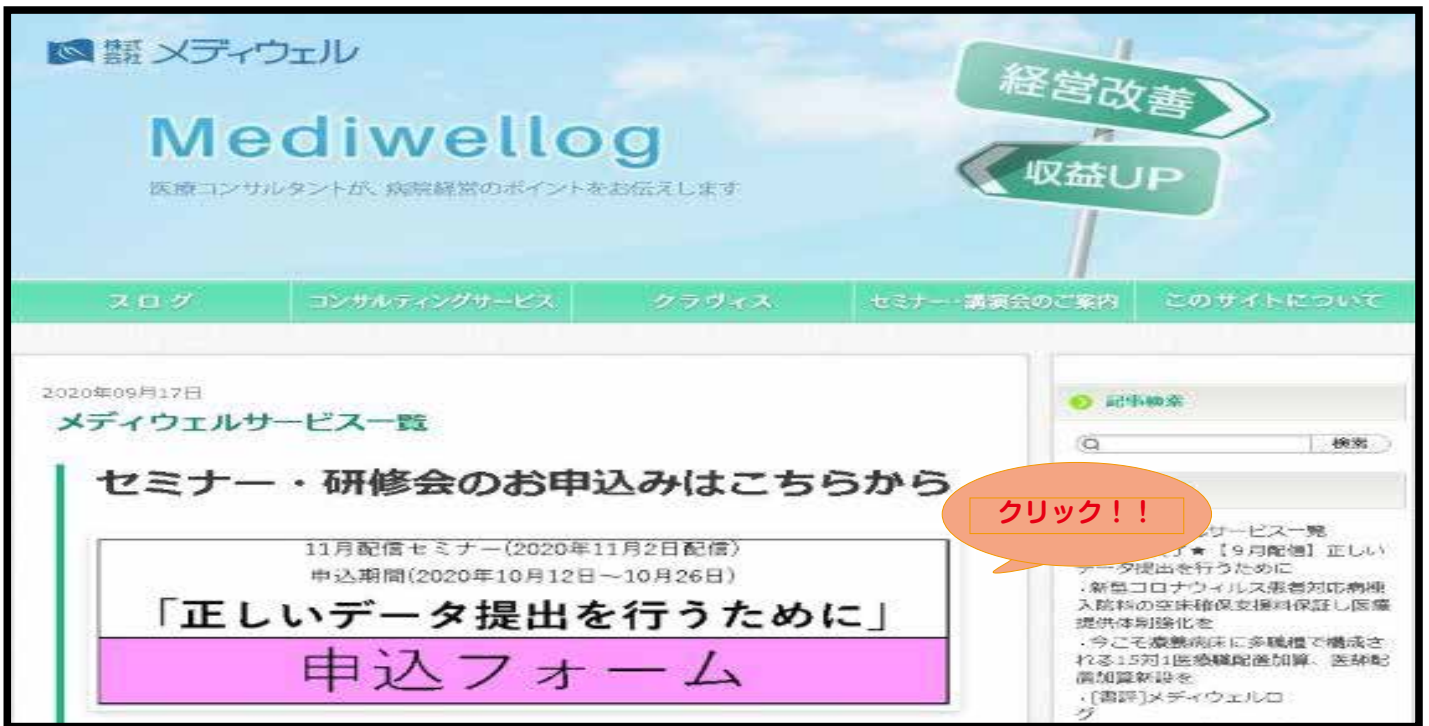 株式会社 メディウェル
Mediwellog
医療コンサルタントが、病院経営のポイントをお伝えします
経営改善
収益UP
ブログ コンサルティングサービス クラヴィス セミナー・講演会のご案内 このサイトについて
2020年09月17日
メディウェルサービス一覧
セミナー・研修会のお申込みはこちらから
11月配信セミナー(2020年11月2日配信)
申込期間(2020年10月12日~10月26日)
「正しいデータ提出を行うために」
申込フォーム
クリック！！
記事検索
検索
サービス一覧
★【9月配信】正しい
データ提出を行うために
・新型コロナウィルス患者対応病棟
入院料の空床確保支援料保証し医療
提供体制強化を
・今こそ療養病床に多職種で構成さ
れる15対1医療職配置加算、医師配
置加算新設を
・[書評]メディウェルロ
グ